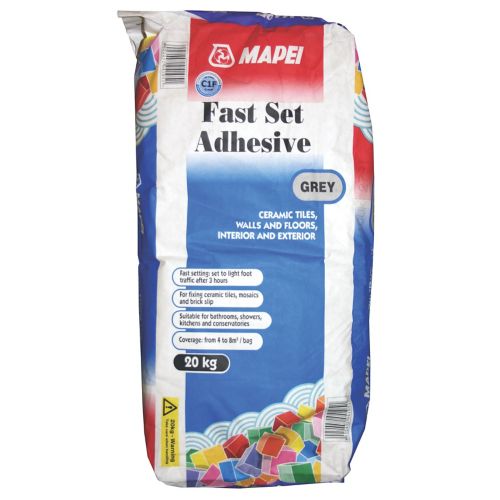 MAPEI
C1F
Fast Set
Adhesive
GREY
CERAMIC TILES,
WALLS AND FLOORS,
INTERIOR AND EXTERIOR
Fast setting: set to light foot
traffic after 3 hours
For fixing ceramic tiles, mosaics
and brick slip
Suitable for bathrooms, showers,
kitchens and conservatories
Coverage: from 4 to 8m² / bag
20 kg
20kg - Warning